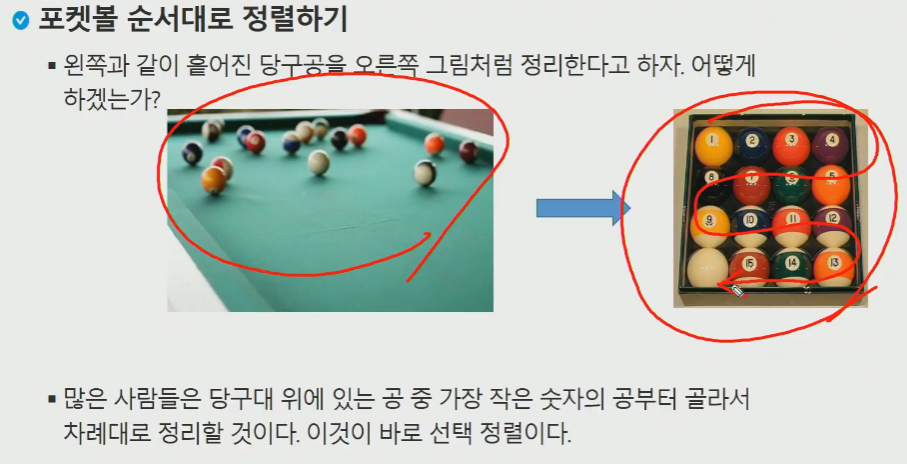 포켓볼 순서대로 정렬하기
▪ 왼쪽과 같이 흩어진 당구공을 오른쪽 그림처럼 정리한다고 하자. 어떻게
하겠는가?
1 2 3 4
8 7 6 5
9 10 11 12
15 14 13
▪ 많은 사람들은 당구대 위에 있는 공 중 가장 작은 숫자의 공부터 골라서
차례대로 정리할 것이다. 이것이 바로 선택 정렬이다.